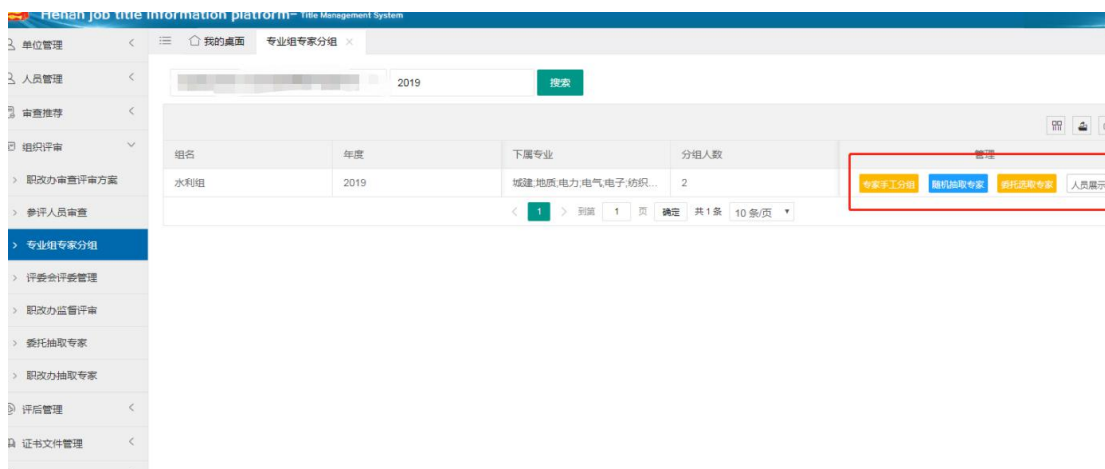 Henan job title information platform- Title Management System
单位管理
人员管理
审查推荐
组织评审
职改办审查评审方案
参评人员审查
专业组专家分组
评委会评委管理
职改办监督评审
委托抽取专家
职改办抽取专家
评后管理
证书文件管理
我的桌面 专业组专家分组
2019 搜索
组名 年度 下属专业 分组人数 管理
水利组 2019 城建;地质;电力;电气;电子;纺织... 2 专家手工分组 随机抽取专家 委托选取专家 人员展示
1 到第 1 页 确定 共1条 10条/页